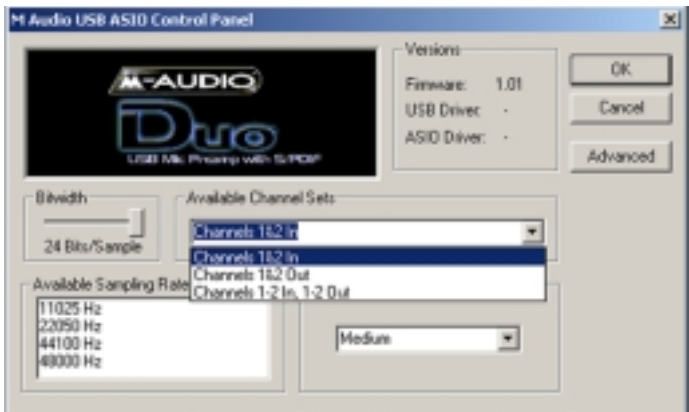 M Audio USB ASIO Control Panel
M-AUDIO
Duo
USB Mic Preamp with S/PDIF
Versions
Firmware: 1.01
USB Driver: -
ASIO Driver: -
OK
Cancel
Advanced
Bitwidth
24 Bits/Sample
Available Channel Sets
Channels 1&2 In
Channels 1&2 In
Channels 1&2 Out
Channels 1-2 In, 1-2 Out
Available Sampling Rate
11025 Hz
22050 Hz
44100 Hz
48000 Hz
Medium